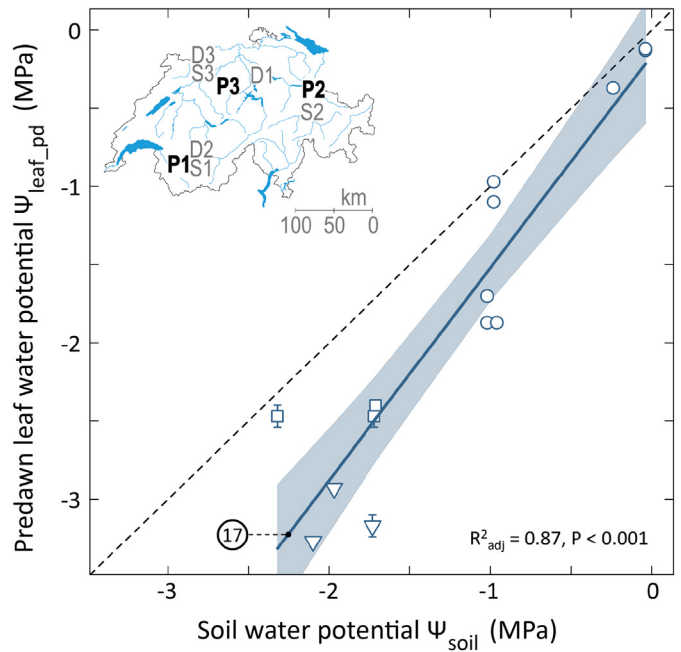 Predawn leaf water potential Ψleaf_pd (MPa)
0
-1
-2
-3
D3
S3
P3
D1
P2
S2
P1
D2
S1
km
100 50 0
17
R²adj = 0.87, P < 0.001
-3 -2 -1 0
Soil water potential Ψsoil (MPa)